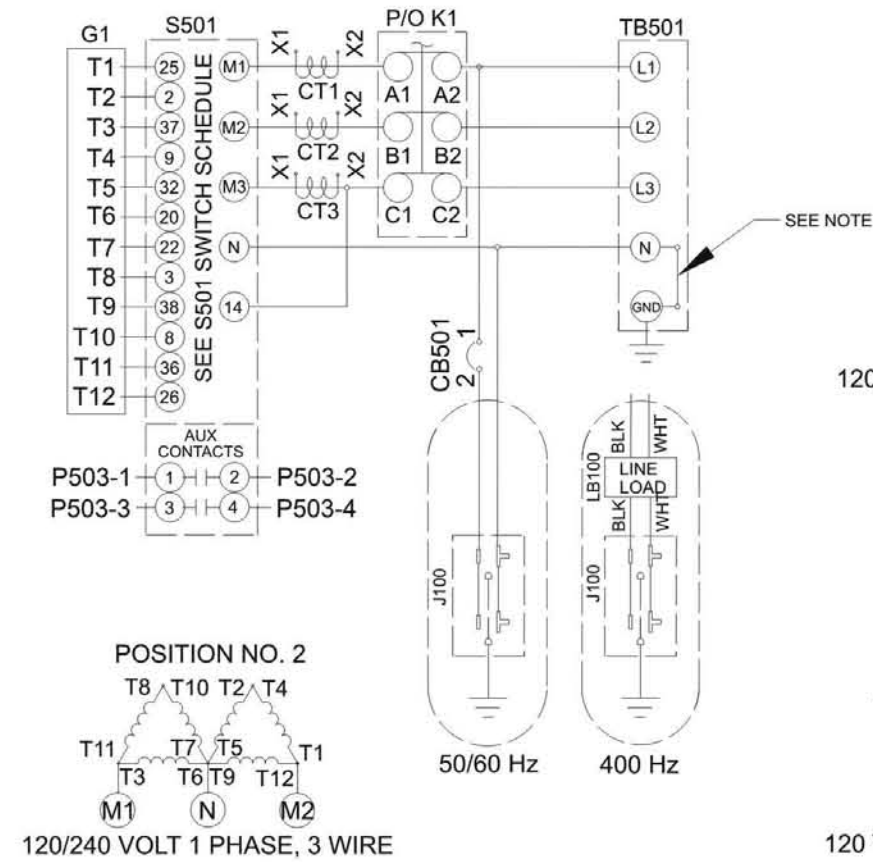 G1
S501
P/O K1
TB501
T1
25
M1
X1
X2
CT1
A1
A2
L1
T2
2
T3
37
M2
X1
X2
CT2
B1
B2
L2
T4
9
T5
32
M3
X1
X2
CT3
C1
C2
L3
T6
20
T7
22
N
N
SEE NOTE
T8
3
T9
38
14
GND
T10
8
T11
36
T12
26
SEE S501 SWITCH SCHEDULE
CB501
1
2
120
AUX
CONTACTS
P503-1
1
2
P503-2
P503-3
3
4
P503-4
BLK
WHT
LB100
LINE
LOAD
BLK
WHT
J100
J100
50/60 Hz
400 Hz
POSITION NO. 2
T8
T10
T2
T4
T11
T7
T5
T1
T3
T6
T9
T12
M1
N
M2
120/240 VOLT 1 PHASE, 3 WIRE
120